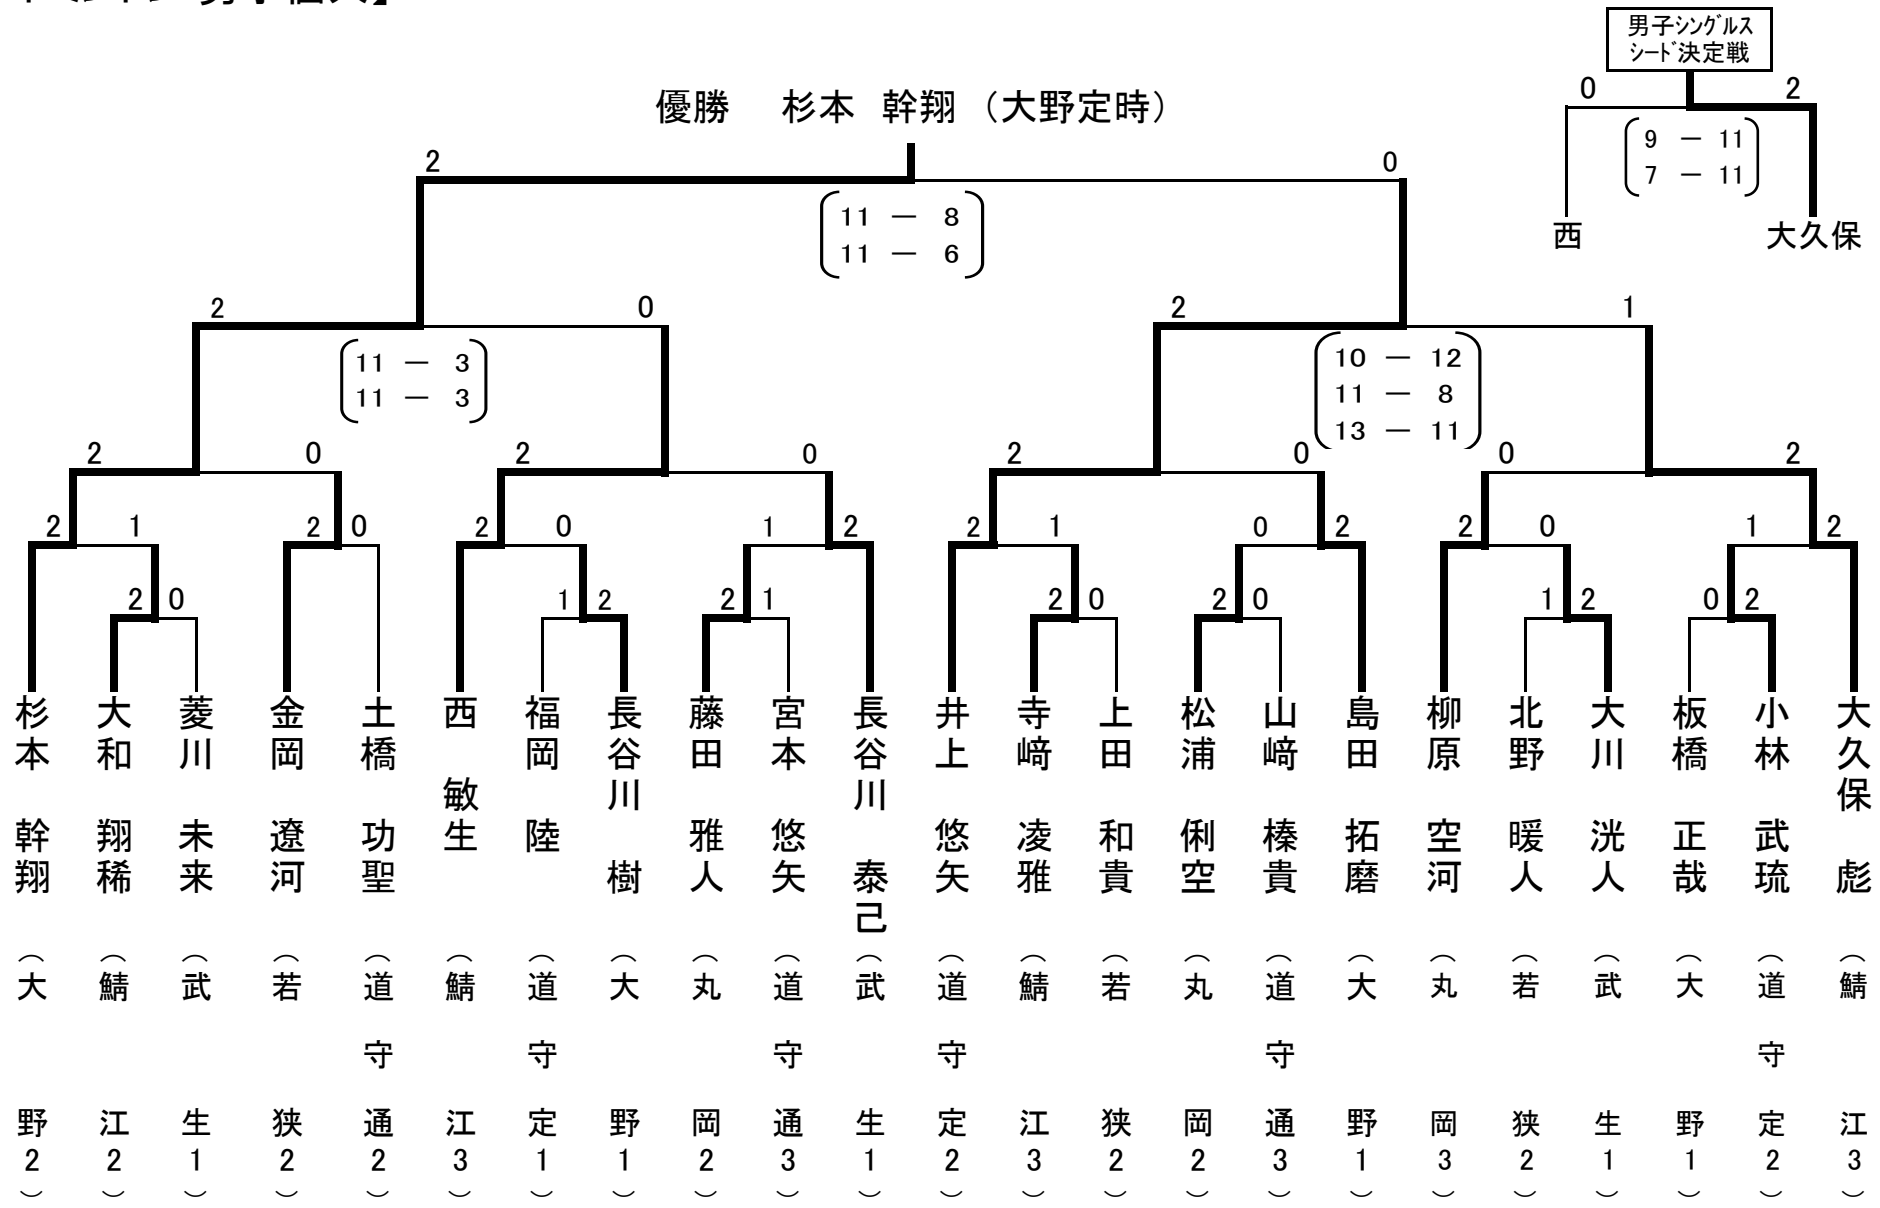 男子シングルス
シード決定戦
0 2
9 － 11
7 － 11
西 大久保
優勝 杉本 幹翔 （大野定時）
2 0
11 － 8
11 － 6
2 0 2 1
11 － 3
11 － 3
10 － 12
11 － 8
13 － 11
2 0 2 0 2 0 0 2
2 1 2 0 2 0 1 2 2 1 0 2 2 0 1 2
2 0 1 2 2 1 2 0 2 0 1 2 0 2
杉本 幹翔 （大野2）
大和 翔稀 （鯖江2）
菱川 未来 （武生1）
金岡 遼河 （若狭2）
土橋 功聖 （道守通2）
西 敏生 （鯖江3）
福岡 陸 （道守定1）
長谷川 樹 （大野1）
藤田 雅人 （丸岡2）
宮本 悠矢 （道守通3）
長谷川 泰己 （武生1）
井上 悠矢 （道守定2）
寺﨑 凌雅 （鯖江3）
上田 和貴 （若狭2）
松浦 俐空 （丸岡2）
山﨑 榛貴 （道守通3）
島田 拓磨 （大野1）
柳原 空河 （丸岡3）
北野 暖人 （若狭2）
大川 洸人 （武生1）
板橋 正哉 （大野1）
小林 武琉 （道守定2）
大久保 彪 （鯖江3）